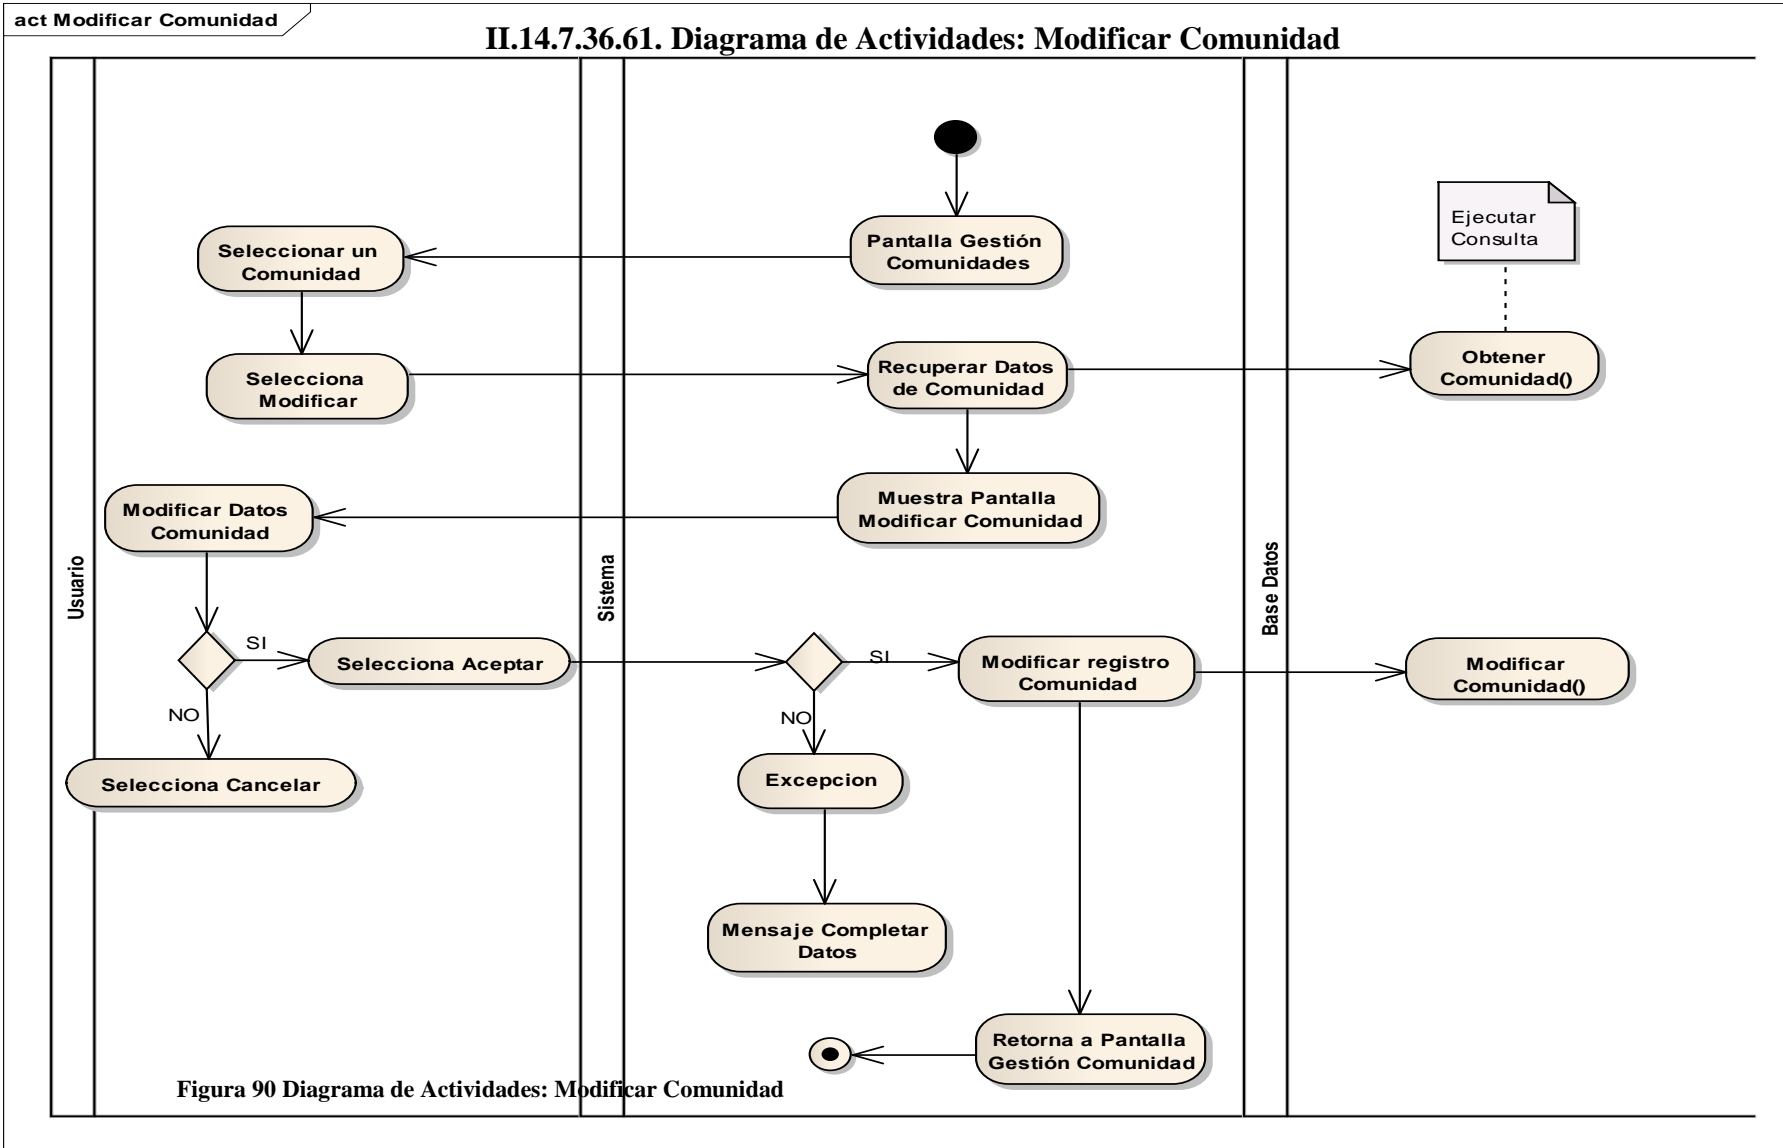 act Modificar Comunidad
II.14.7.36.61. Diagrama de Actividades: Modificar Comunidad
Usuario
Sistema
Base Datos
Pantalla Gestión
Comunidades
Seleccionar un
Comunidad
Ejecutar
Consulta
Selecciona
Modificar
Recuperar Datos
de Comunidad
Obtener
Comunidad()
Muestra Pantalla
Modificar Comunidad
Modificar Datos
Comunidad
SI
Selecciona Aceptar
SI
Modificar registro
Comunidad
Modificar
Comunidad()
NO
Selecciona Cancelar
NO
Excepcion
Mensaje Completar
Datos
Retorna a Pantalla
Gestión Comunidad
Figura 90 Diagrama de Actividades: Modificar Comunidad